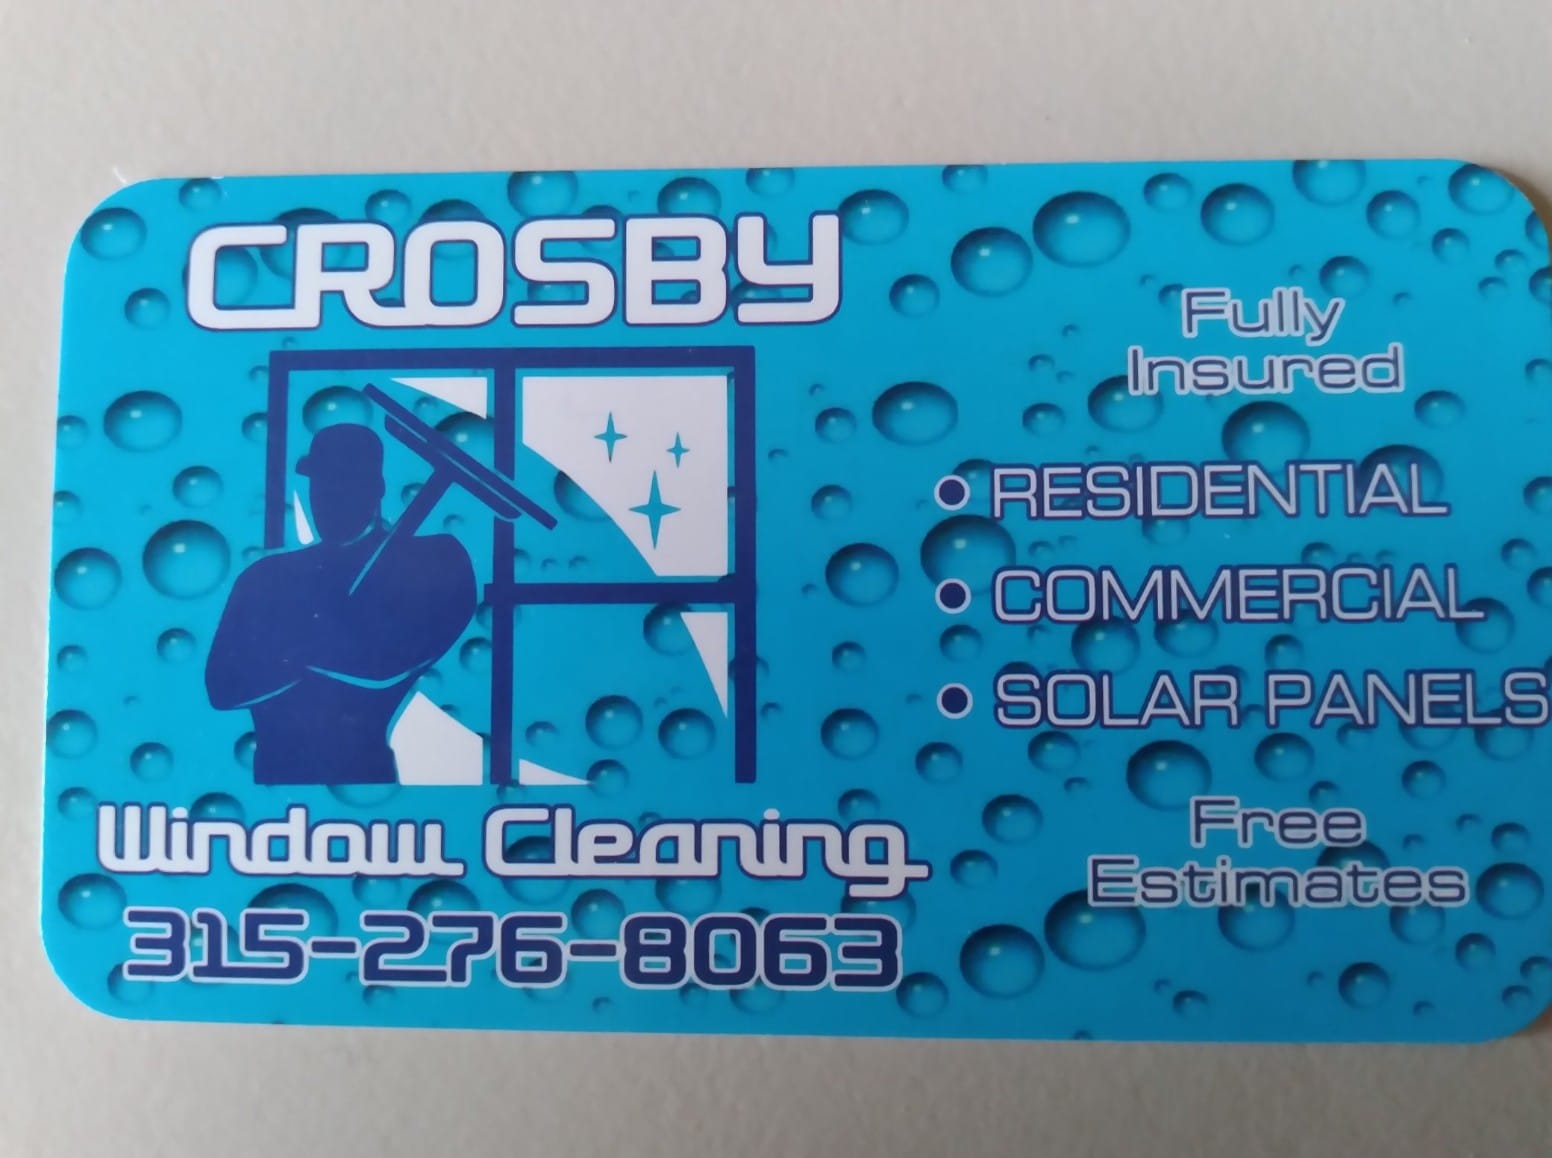 CROSBY
Window Cleaning
315-276-8063
Fully
Insured
• RESIDENTIAL
• COMMERCIAL
• SOLAR PANELS
Free
Estimates